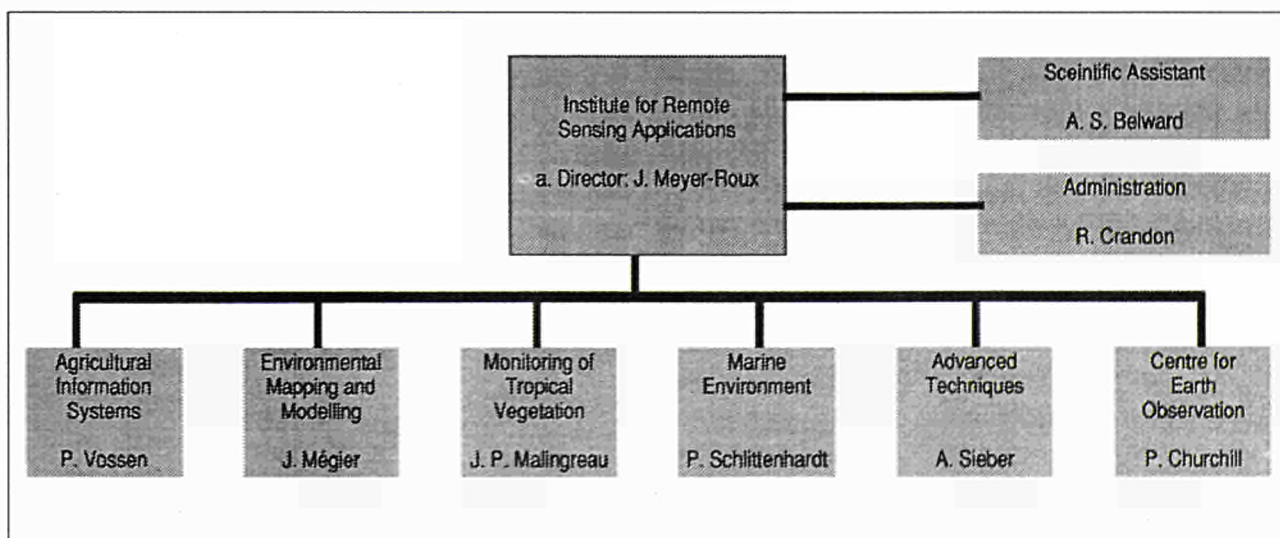 Institute for Remote
Sensing Applications
a. Director: J. Meyer-Roux
Sceintific Assistant
A. S. Belward
Administration
R. Crandon
Agricultural
Information
Systems
P. Vossen
Environmental
Mapping and
Modelling
J. Mégier
Monitoring of
Tropical
Vegetation
J. P. Malingreau
Marine
Environment
P. Schlittenhardt
Advanced
Techniques
A. Sieber
Centre for
Earth
Observation
P. Churchill